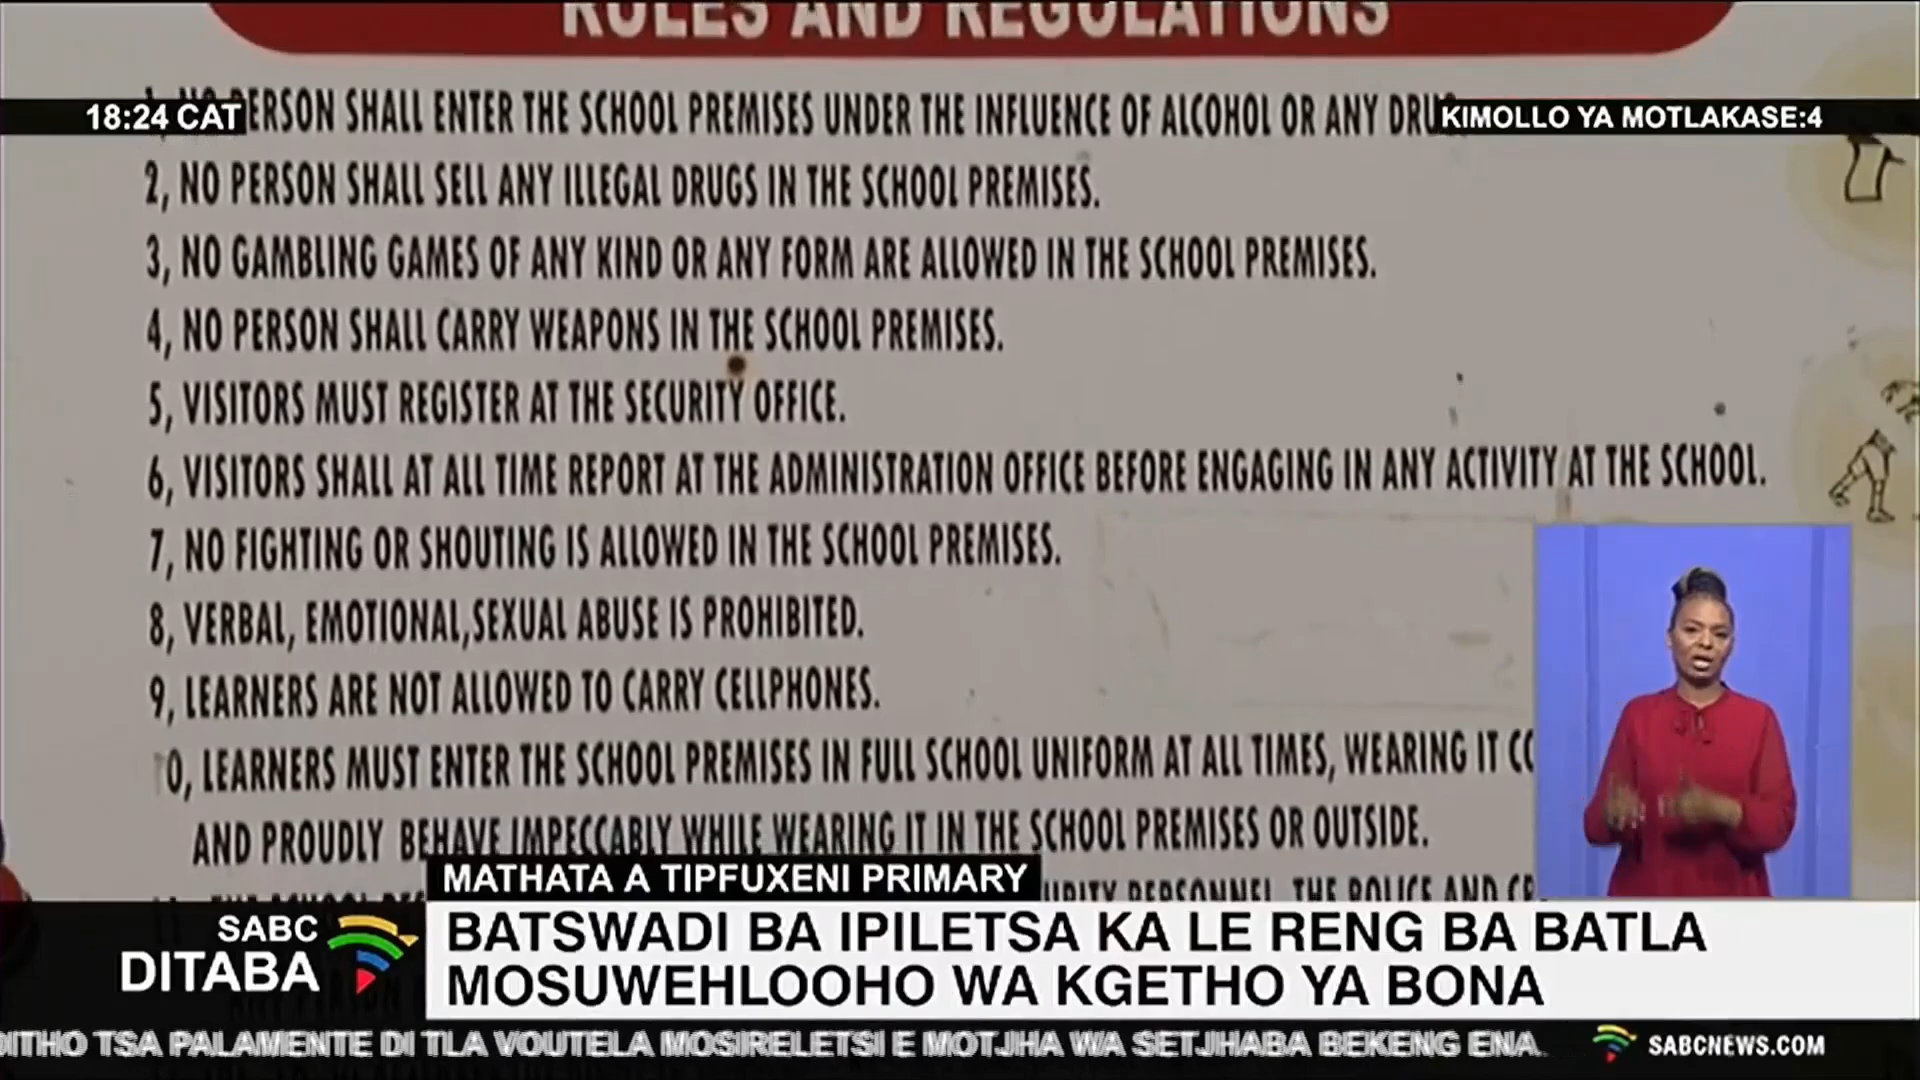 RULES AND REGULATIONS
18:24 CAT
KIMOLLO YA MOTLAKASE:4
NO PERSON SHALL ENTER THE SCHOOL PREMISES UNDER THE INFLUENCE OF ALCOHOL OR ANY
2, NO PERSON SHALL SELL ANY ILLEGAL DRUGS IN THE SCHOOL PREMISES.
3, NO GAMBLING GAMES OF ANY KIND OR ANY FORM ARE ALLOWED IN THE SCHOOL PREMISES.
4, NO PERSON SHALL CARRY WEAPONS IN THE SCHOOL PREMISES.
5, VISITORS MUST REGISTER AT THE SECURITY OFFICE.
6, VISITORS SHALL AT ALL TIME REPORT AT THE ADMINISTRATION OFFICE BEFORE ENGAGING IN ANY ACTIVITY AT THE SCHOOL.
7, NO FIGHTING OR SHOUTING IS ALLOWED IN THE SCHOOL PREMISES.
8, VERBAL, EMOTIONAL,SEXUAL ABUSE IS PROHIBITED.
9, LEARNERS ARE NOT ALLOWED TO CARRY CELLPHONES.
10, LEARNERS MUST ENTER THE SCHOOL PREMISES IN FULL SCHOOL UNIFORM AT ALL TIMES, WEARING IT
AND PROUDLY BEHAVE IMPECCABLY WHILE WEARING IT IN THE SCHOOL PREMISES OR OUTSIDE.
PERSONNEL, THE POLICE AND
MATHATA A TIPFUXENI PRIMARY
SABC
DITABA
BATSWADI BA IPILETSA KA LE RENG BA BATLA
MOSUWEHLOOHO WA KGETHO YA BONA
TSA PALAMENTE DI TLA VOUTELA MOSIRELETSI E MOTJHA WA SETJHABA BEKENG ENA.
SABCNEWS.COM